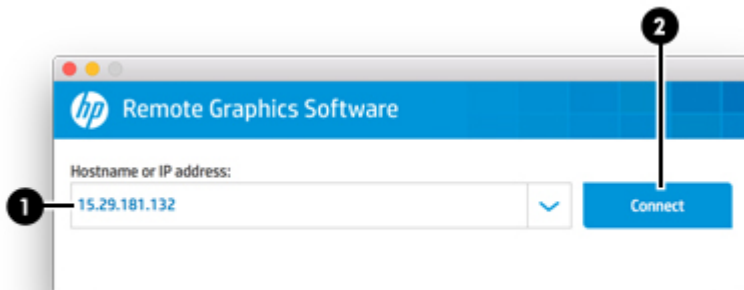 2
hp Remote Graphics Software
Hostname or IP address:
1 15.29.181.132 Connect